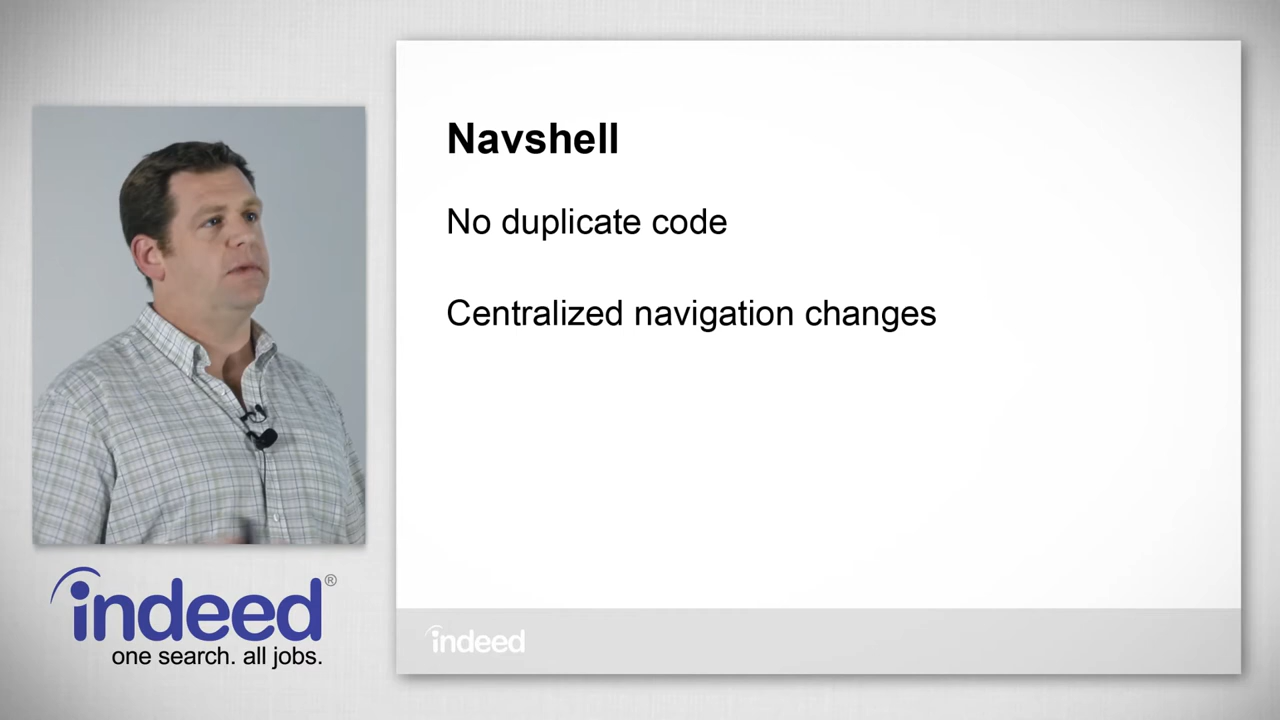 Navshell
No duplicate code
Centralized navigation changes
indeed®
one search. all jobs.
indeed